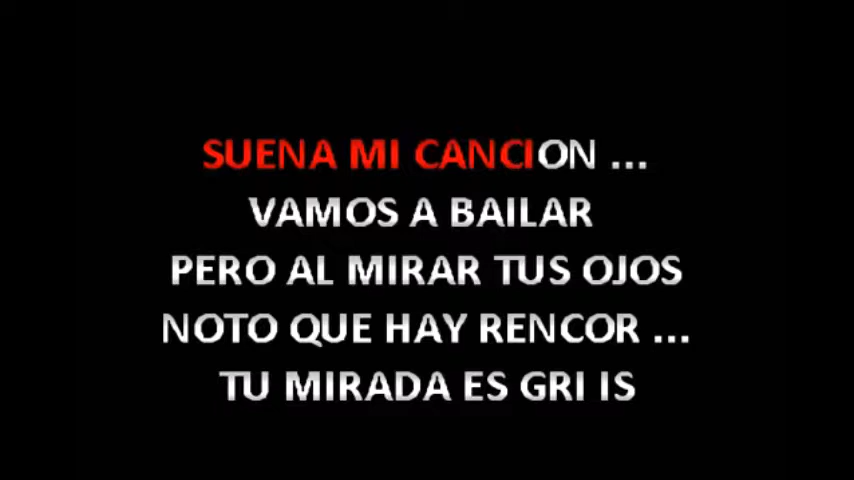 SUENA MI CANCION ...
VAMOS A BAILAR
PERO AL MIRAR TUS OJOS
NOTO QUE HAY RENCOR ...
TU MIRADA ES GRI IS